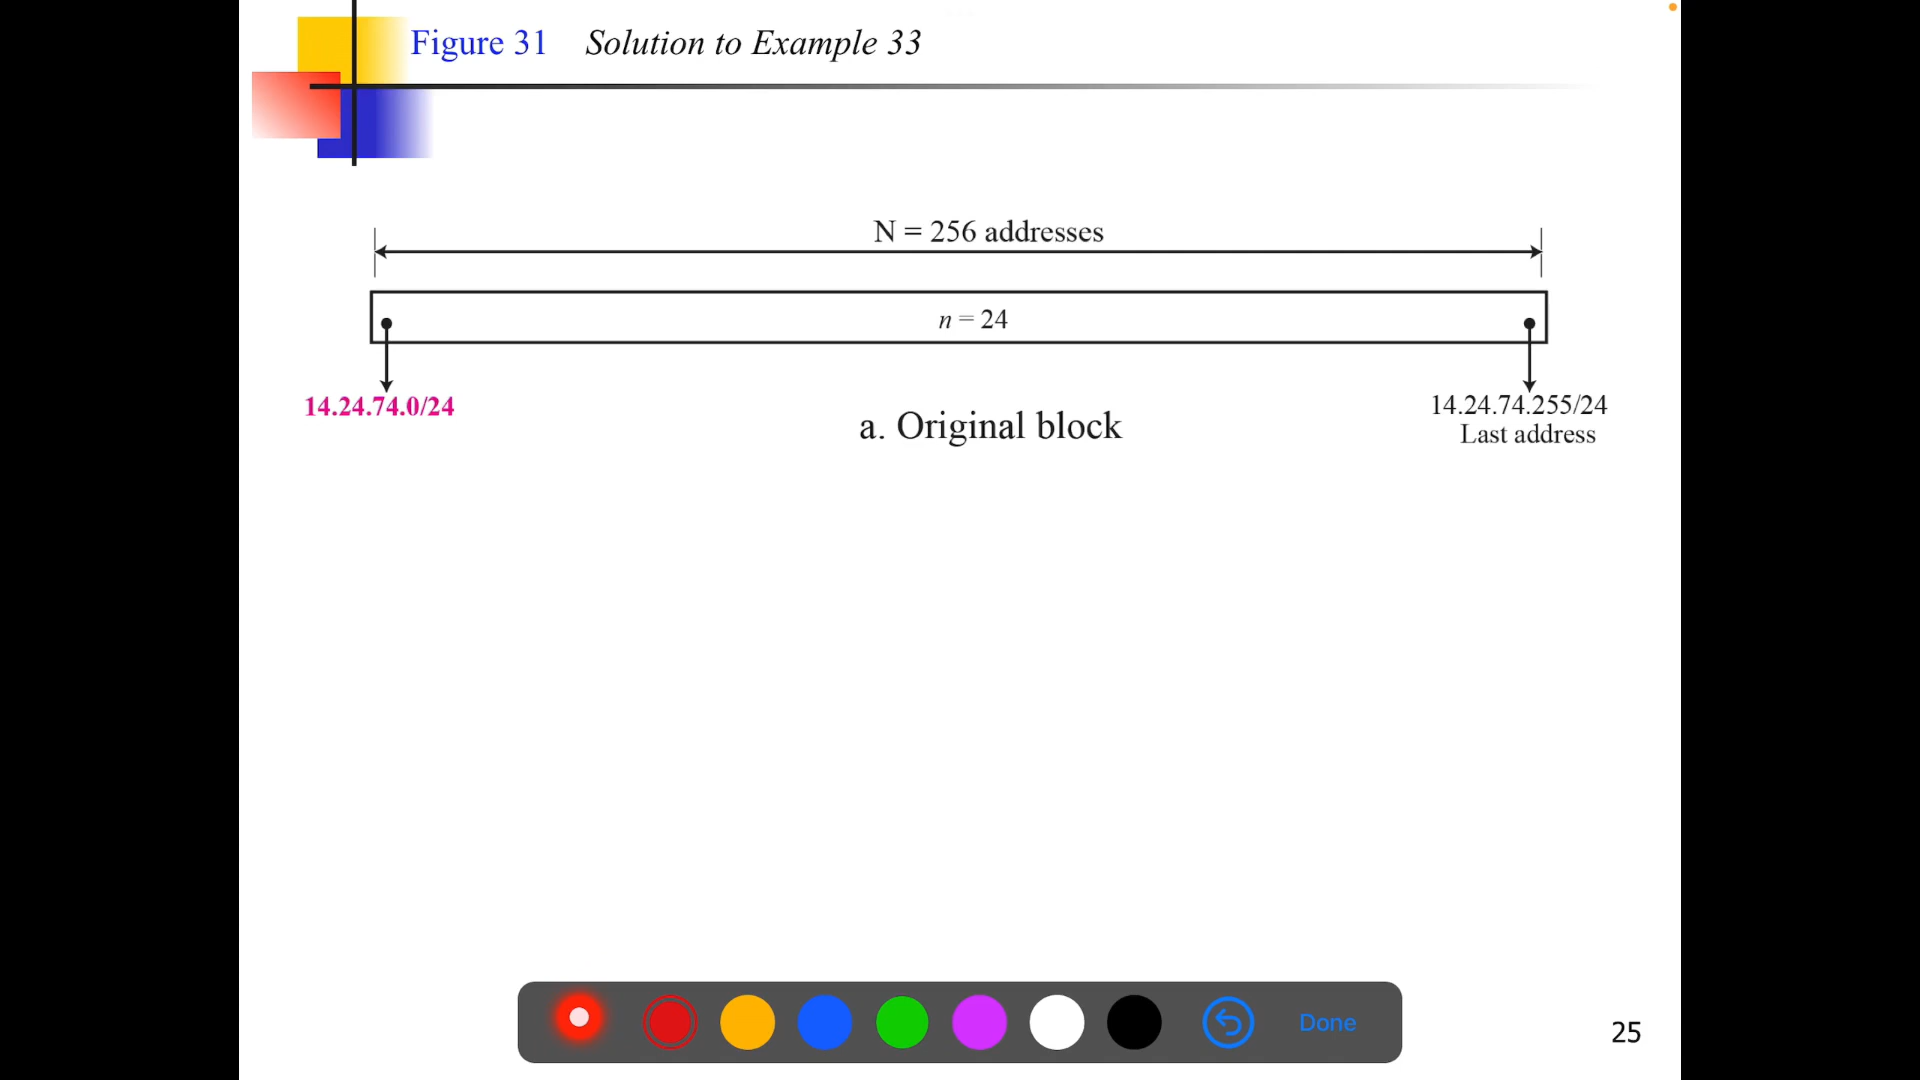 Figure 31 Solution to Example 33
N = 256 addresses
n = 24
14.24.74.0/24
14.24.74.255/24
Last address
a. Original block
Done
25